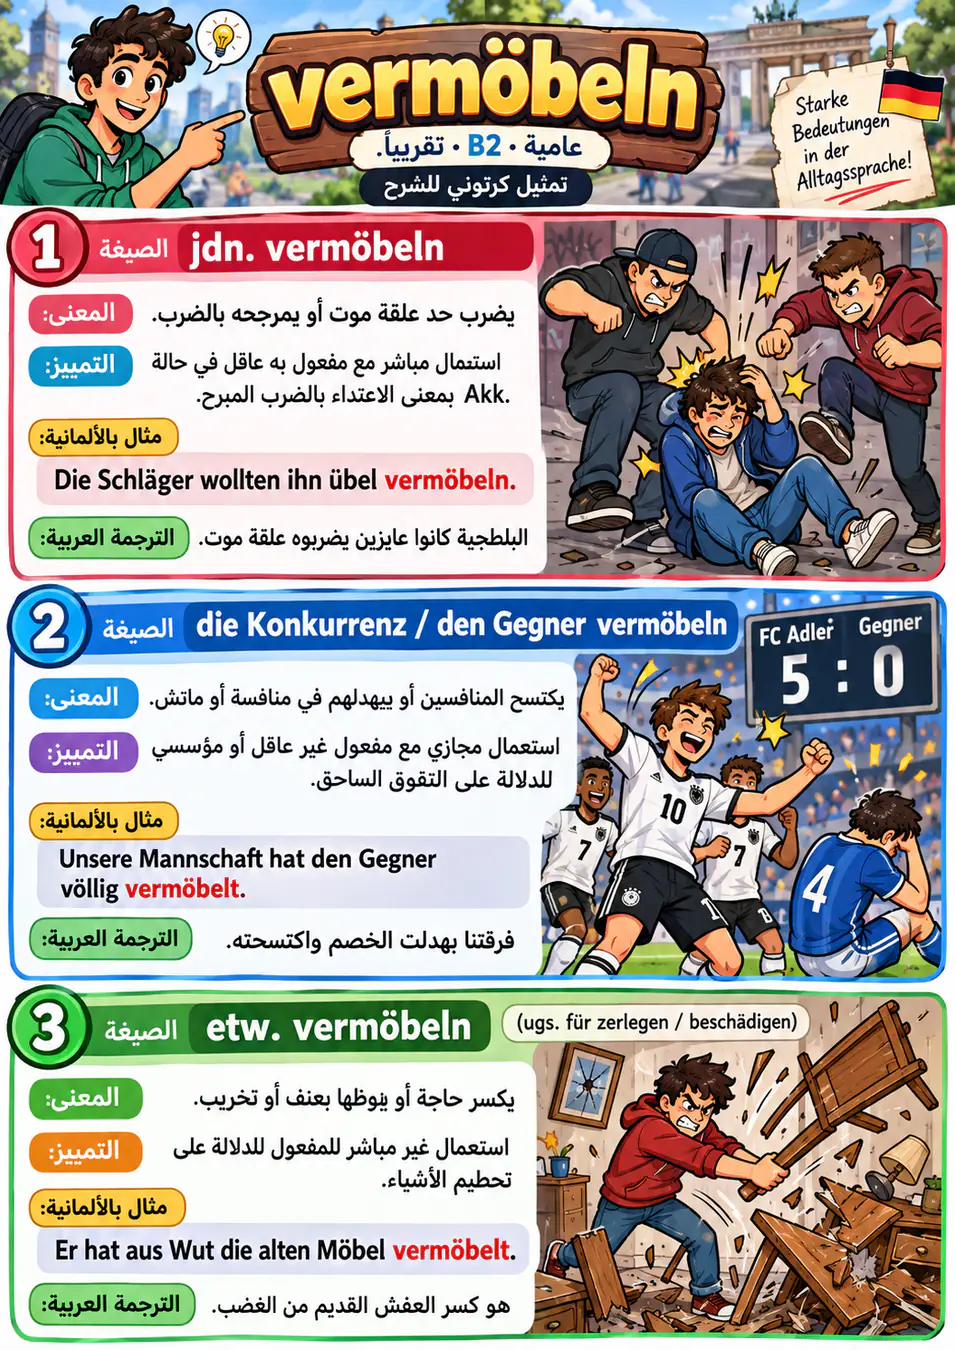 vermöbeln
عامية • B2 • تقريباً.
تمثيل كرتوني للشرح
Starke
Bedeutungen
in der
Alltagssprache!
1 الصيغة jdn. vermöbeln
المعنى: يضرب حد علقة موت أو يمرجحه بالضرب.
التمييز: استعمال مباشر مع مفعول به عاقل في حالة
Akk. بمعنى الاعتداء بالضرب المبرح.
مثال بالألمانية:
Die Schläger wollten ihn übel vermöbeln.
الترجمة العربية: البلطجية كانوا عايزين يضربوه علقة موت.
2 الصيغة die Konkurrenz / den Gegner vermöbeln
FC Adler Gegner
5 : 0
المعنى: يكتسح المنافسين أو يبهدلهم في منافسة أو ماتش.
التمييز: استعمال مجازي مع مفعول غير عاقل أو مؤسسي
للدلالة على التفوق الساحق.
مثال بالألمانية:
Unsere Mannschaft hat den Gegner
völlig vermöbelt.
الترجمة العربية: فرقتنا بهدلت الخصم واكتسحته.
10
7
7
4
3 الصيغة etw. vermöbeln
(ugs. für zerlegen / beschädigen)
المعنى: يكسر حاجة أو يبوظها بعنف أو تخريب.
التمييز: استعمال غير مباشر للمفعول للدلالة على
تحطيم الأشياء.
مثال بالألمانية:
Er hat aus Wut die alten Möbel vermöbelt.
الترجمة العربية: هو كسر العفش القديم من الغضب.